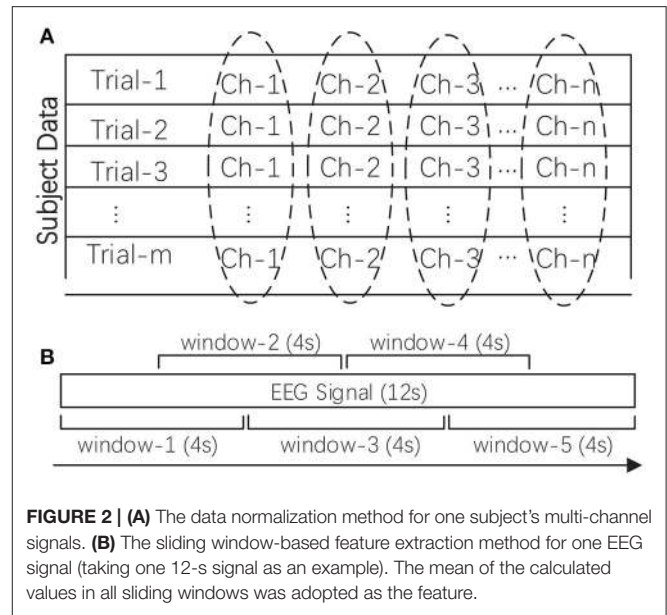 A
Subject Data
Trial-1 Ch-1 Ch-2 Ch-3 ... Ch-n
Trial-2 Ch-1 Ch-2 Ch-3 ... Ch-n
Trial-3 Ch-1 Ch-2 Ch-3 ... Ch-n
⋮ ⋮ ⋮ ⋮ ⋮
Trial-m Ch-1 Ch-2 Ch-3 ... Ch-n
B
window-2 (4s) window-4 (4s)
EEG Signal (12s)
window-1 (4s) window-3 (4s) window-5 (4s)
FIGURE 2 | (A) The data normalization method for one subject's multi-channel
signals. (B) The sliding window-based feature extraction method for one EEG
signal (taking one 12-s signal as an example). The mean of the calculated
values in all sliding windows was adopted as the feature.